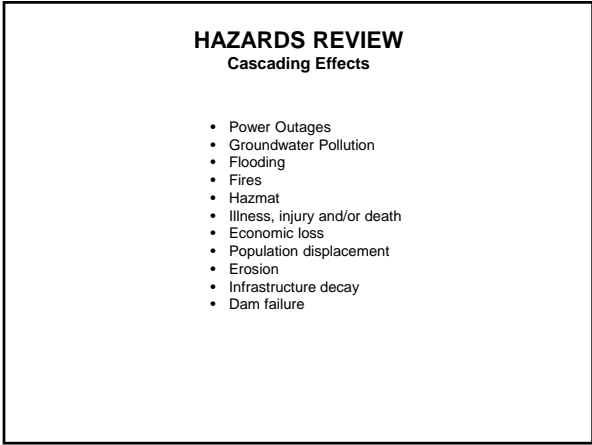 HAZARDS REVIEW
Cascading Effects
• Power Outages
• Groundwater Pollution
• Flooding
• Fires
• Hazmat
• Illness, injury and/or death
• Economic loss
• Population displacement
• Erosion
• Infrastructure decay
• Dam failure